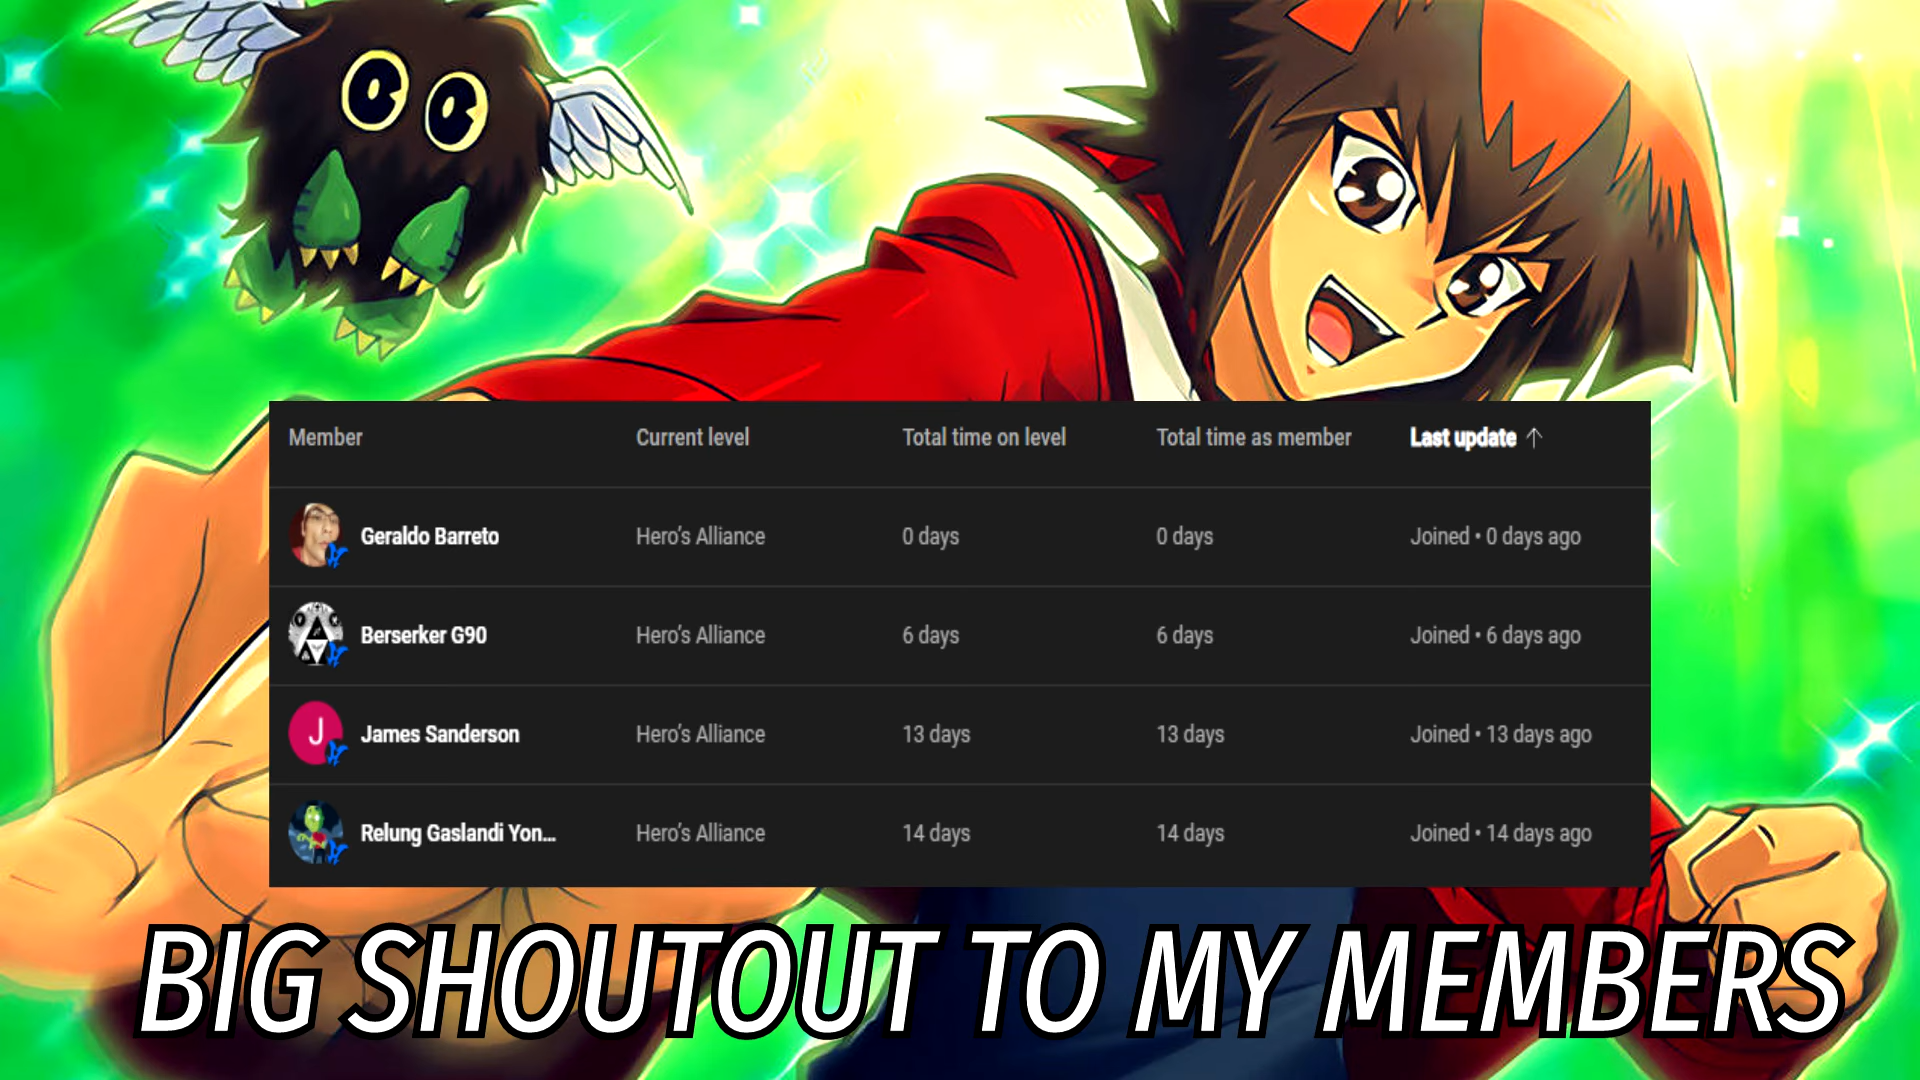 Member Current level Total time on level Total time as member Last update ↑
Geraldo Barreto Hero’s Alliance 0 days 0 days Joined • 0 days ago
Berserker G90 Hero’s Alliance 6 days 6 days Joined • 6 days ago
J James Sanderson Hero’s Alliance 13 days 13 days Joined • 13 days ago
Relung Gaslandi Yon... Hero’s Alliance 14 days 14 days Joined • 14 days ago
BIG SHOUTOUT TO MY MEMBERS